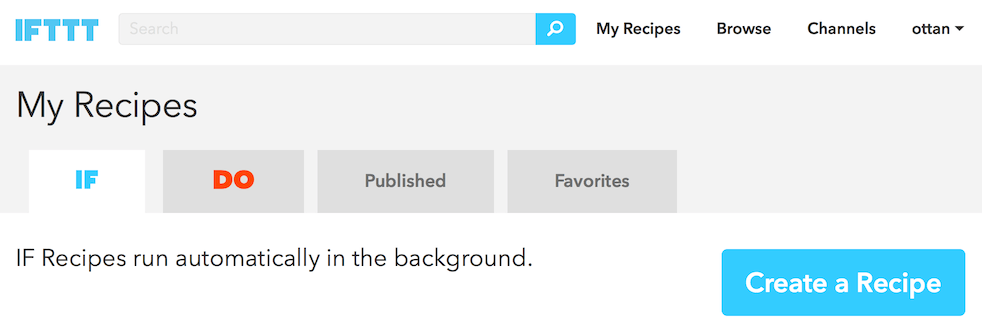 IFTTT Search My Recipes Browse Channels ottan
My Recipes
IF DO Published Favorites
IF Recipes run automatically in the background.
Create a Recipe